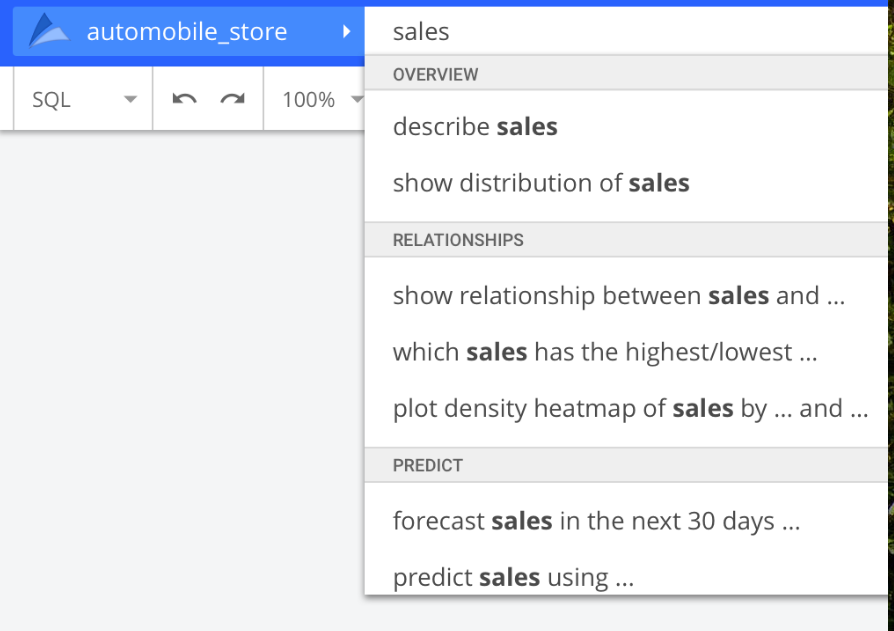 automobile_store
sales
SQL
100%
OVERVIEW
describe sales
show distribution of sales
RELATIONSHIPS
show relationship between sales and ...
which sales has the highest/lowest ...
plot density heatmap of sales by ... and ...
PREDICT
forecast sales in the next 30 days ...
predict sales using ...